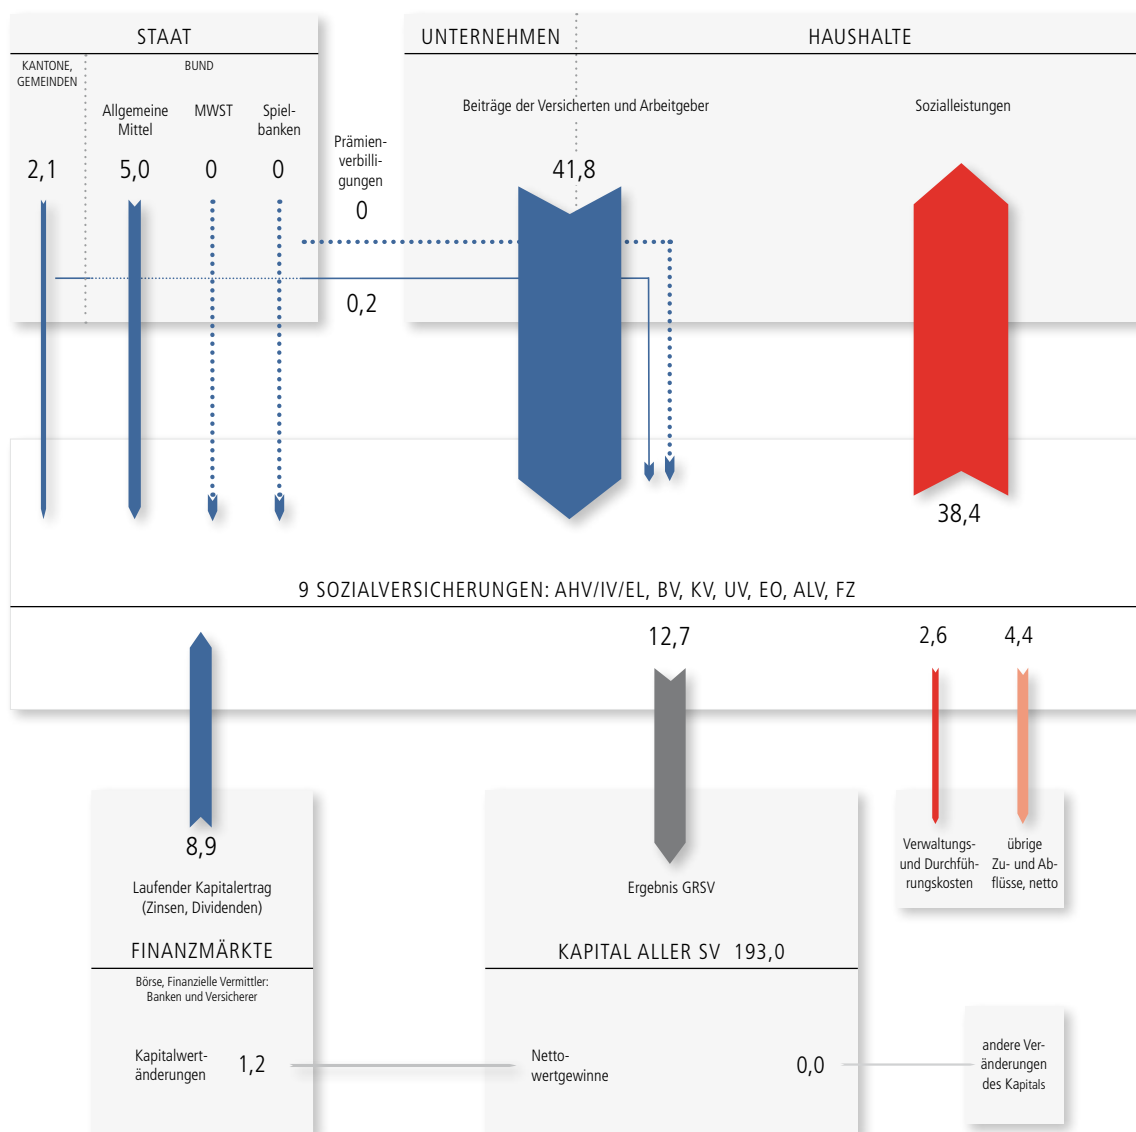 STAAT
KANTONE,
GEMEINDEN
BUND
Allgemeine
Mittel
MWST
Spiel-
banken
2,1
5,0
0
0
Prämien-
verbilli-
gungen
0
0,2
UNTERNEHMEN
HAUSHALTE
Beiträge der Versicherten und Arbeitgeber
Sozialleistungen
41,8
38,4
9 SOZIALVERSICHERUNGEN: AHV/IV/EL, BV, KV, UV, EO, ALV, FZ
12,7
2,6
4,4
8,9
Laufender Kapitalertrag
(Zinsen, Dividenden)
Ergebnis GRSV
Verwaltungs-
und Durchfüh-
rungskosten
übrige
Zu- und Ab-
flüsse, netto
FINANZMÄRKTE
Börse, Finanzielle Vermittler:
Banken und Versicherer
Kapitalwert-
änderungen
1,2
KAPITAL ALLER SV 193,0
Netto-
wertgewinne
0,0
andere Ver-
änderungen
des Kapitals